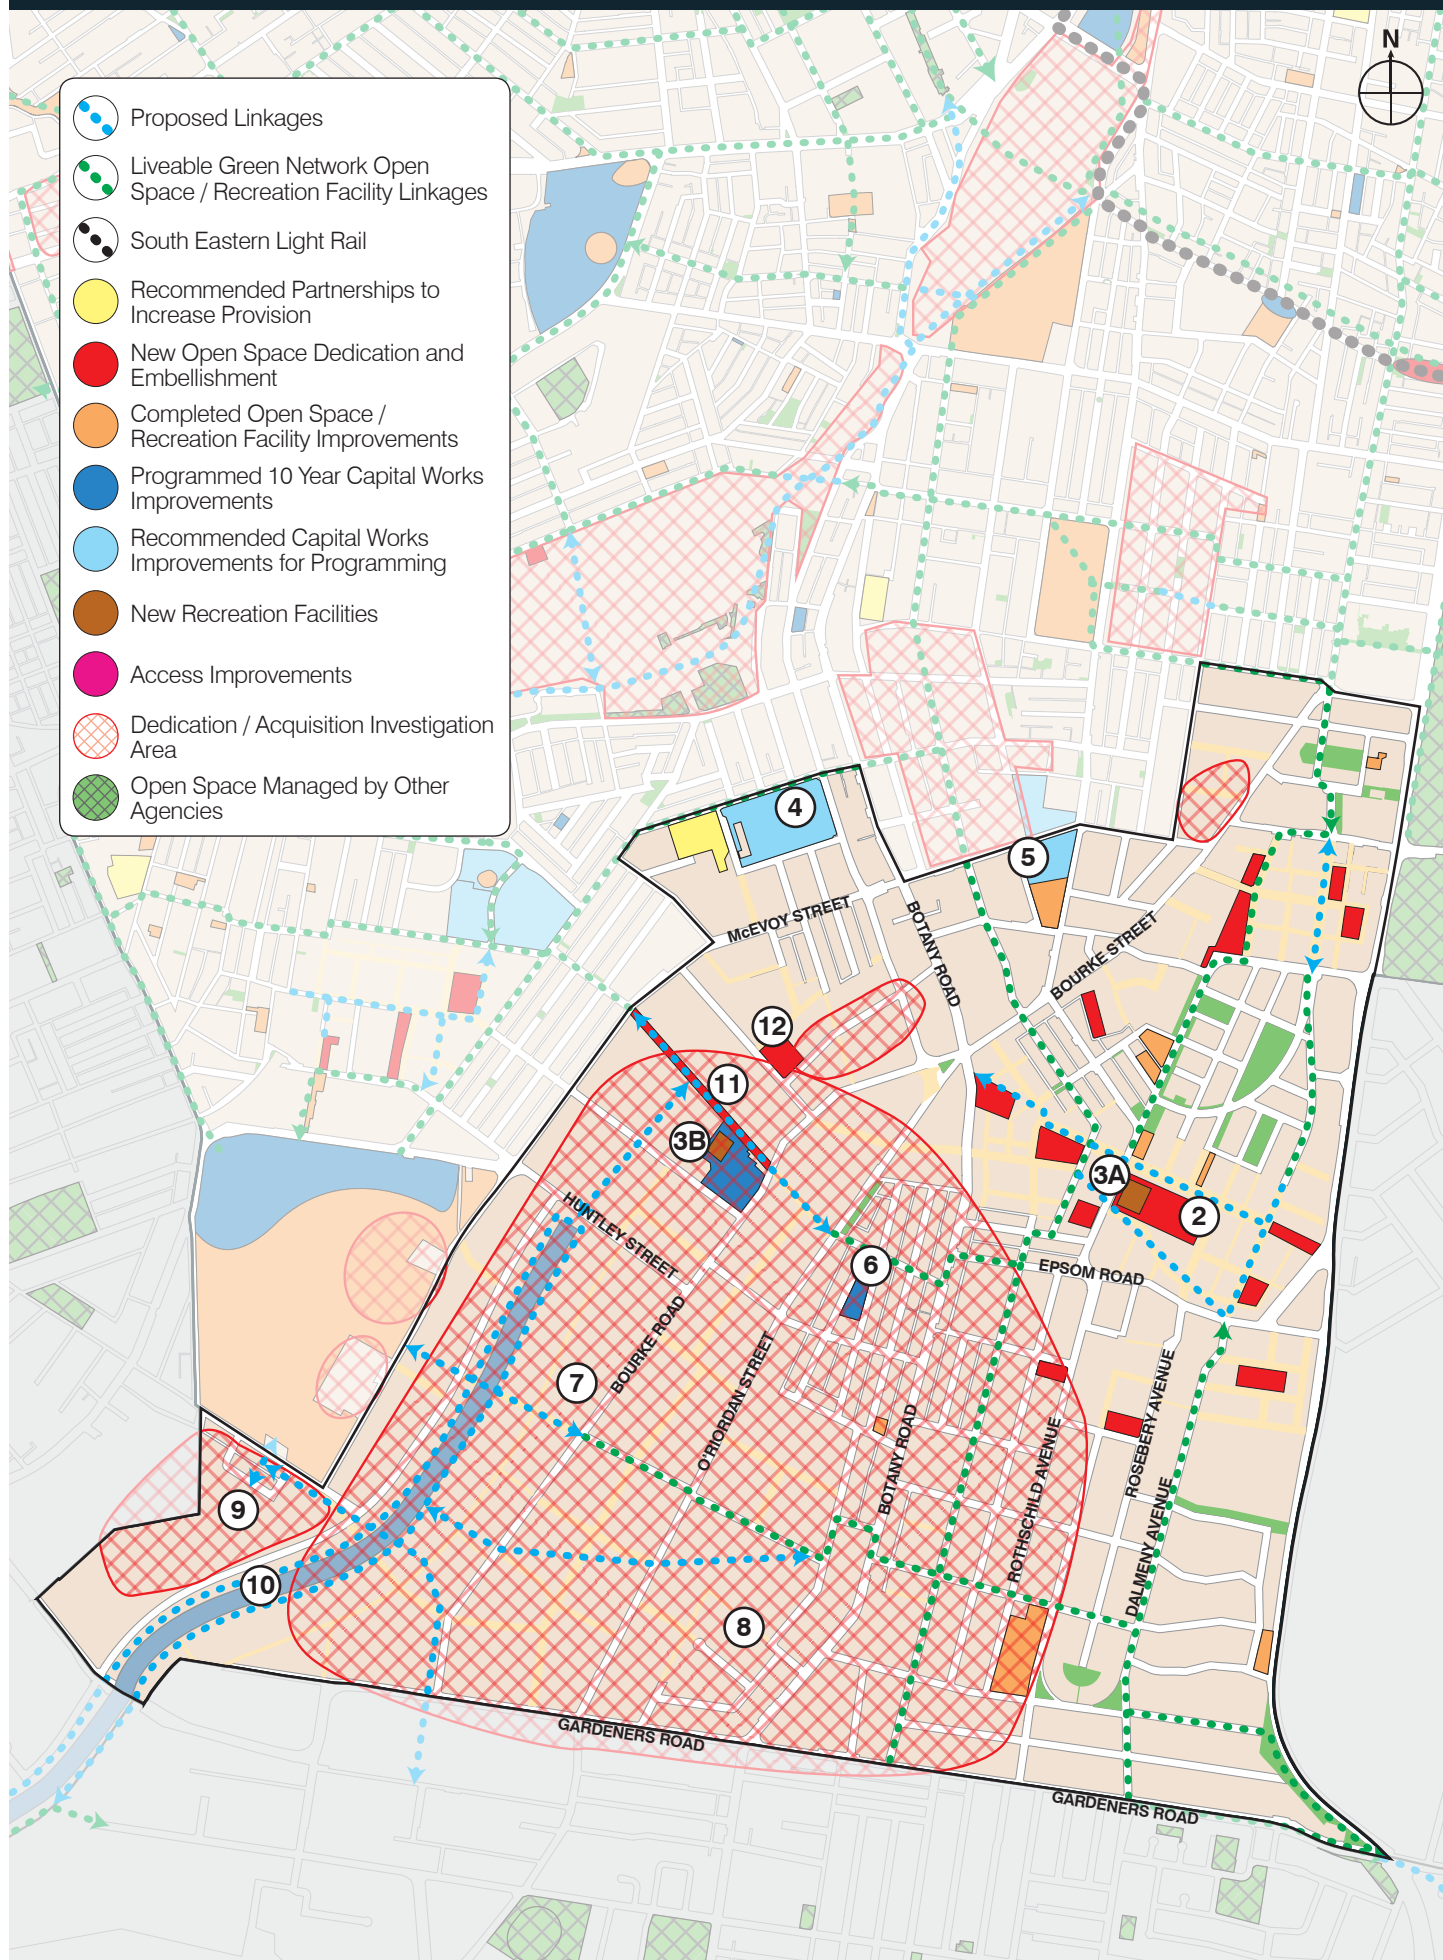 N
Proposed Linkages
Liveable Green Network Open
Space / Recreation Facility Linkages
South Eastern Light Rail
Recommended Partnerships to
Increase Provision
New Open Space Dedication and
Embellishment
Completed Open Space /
Recreation Facility Improvements
Programmed 10 Year Capital Works
Improvements
Recommended Capital Works
Improvements for Programming
New Recreation Facilities
Access Improvements
Dedication / Acquisition Investigation
Area
Open Space Managed by Other
Agencies
4
5
McEVOY STREET
BOTANY ROAD
BOURKE STREET
12
11
3B
3A
2
HUNTLEY STREET
6
EPSOM ROAD
BOURKE ROAD
7
O'RIORDAN STREET
BOTANY ROAD
ROTHSCHILD AVENUE
ROSEBERY AVENUE
DALMENY AVENUE
9
10
8
GARDENERS ROAD
GARDENERS ROAD